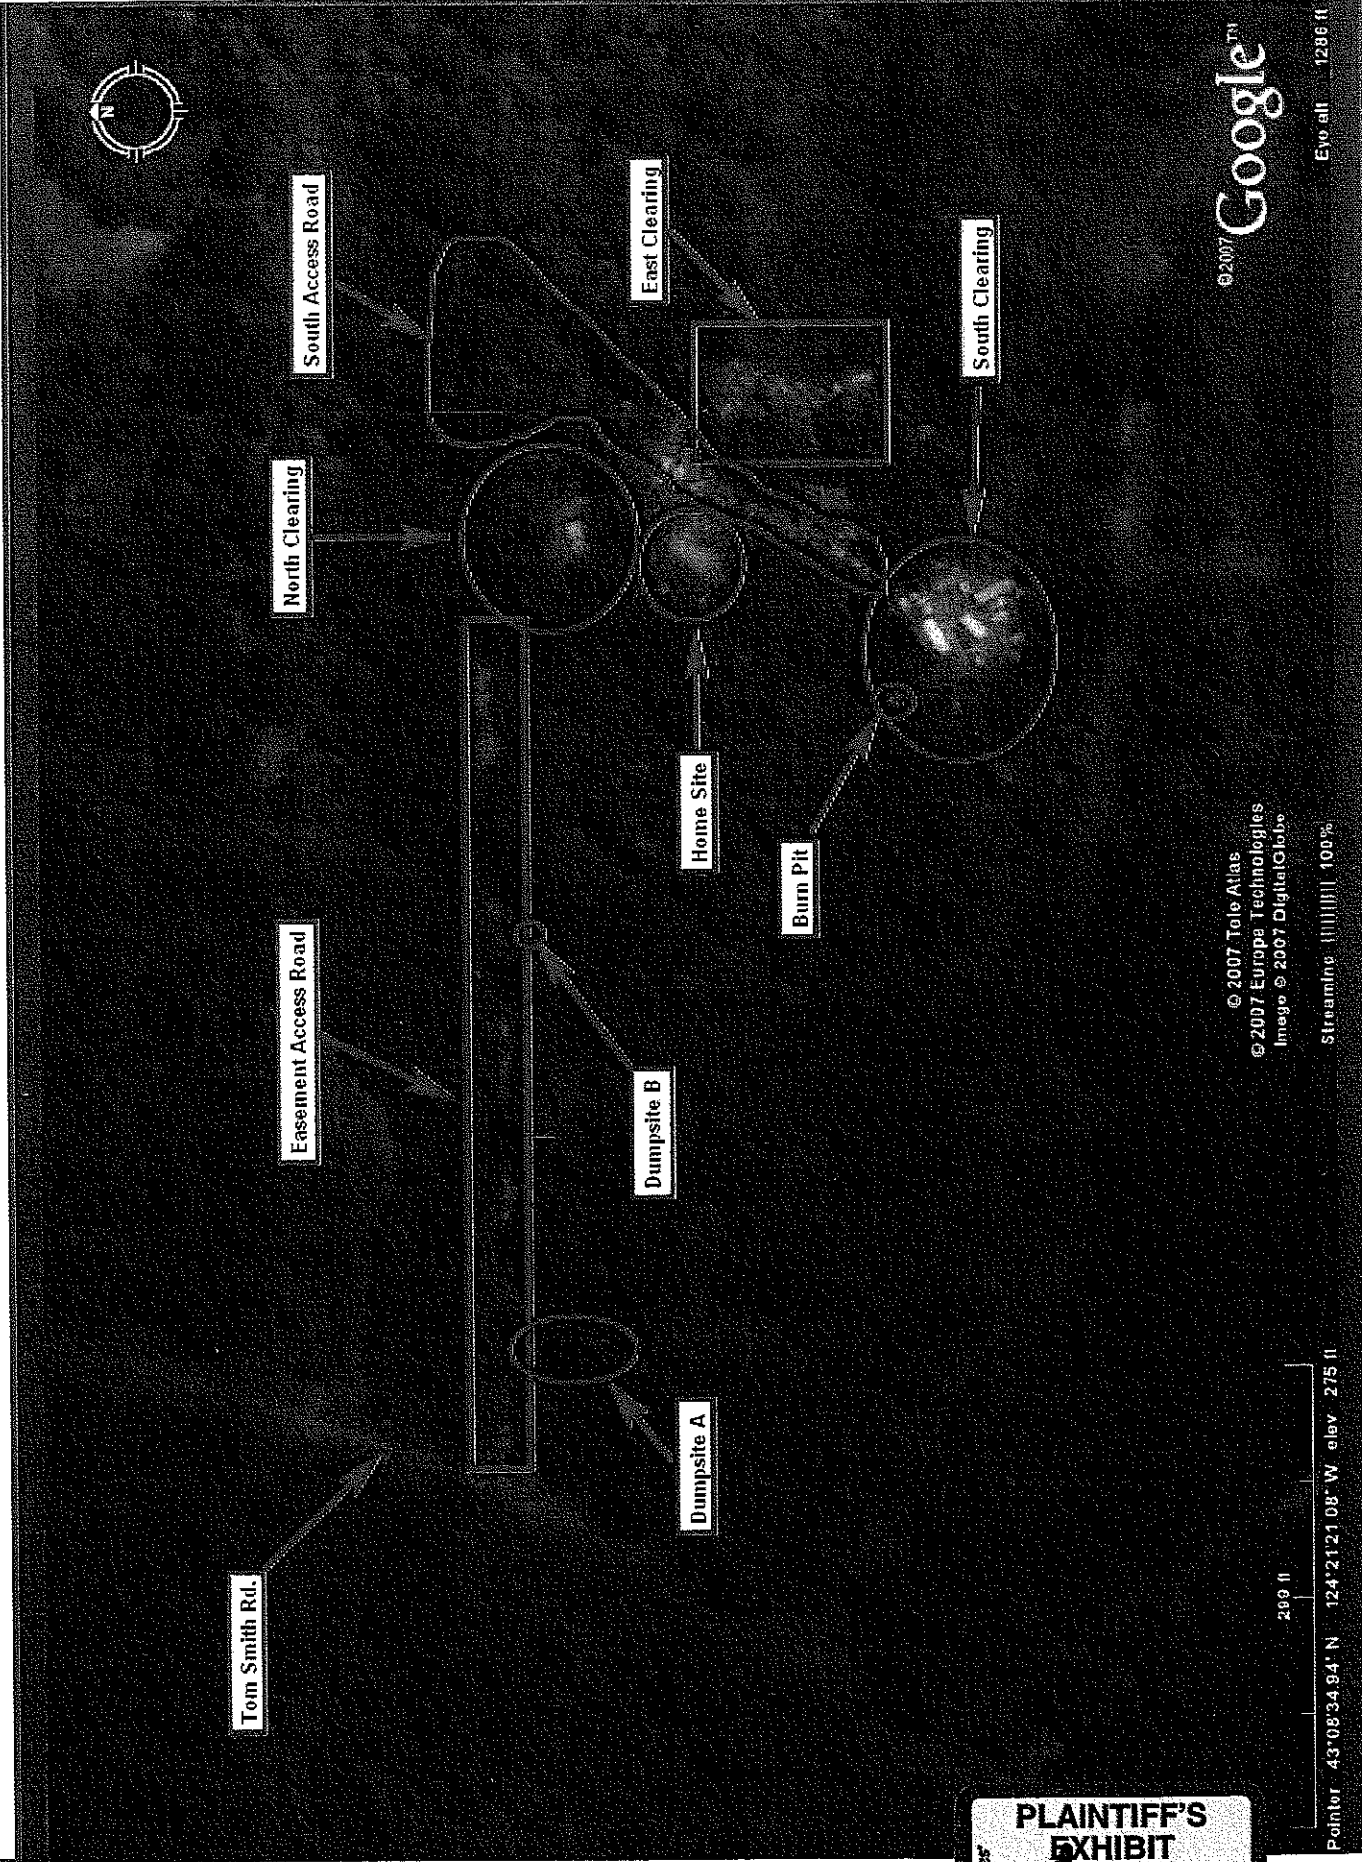 N
South Access Road
North Clearing
East Clearing
Easement Access Road
South Clearing
Home Site
Burn Pit
Dumpsite B
Tom Smith Rd.
Dumpsite A
©2007 Google™
© 2007 Tele Atlas
© 2007 Europa Technologies
Image © 2007 DigitalGlobe
299 ft
Pointer 43°08'34.94" N 124°21'21.08" W elev 275 ft
Streaming |||||||||| 100%
Eye alt 1286 ft
PLAINTIFF'S
EXHIBIT